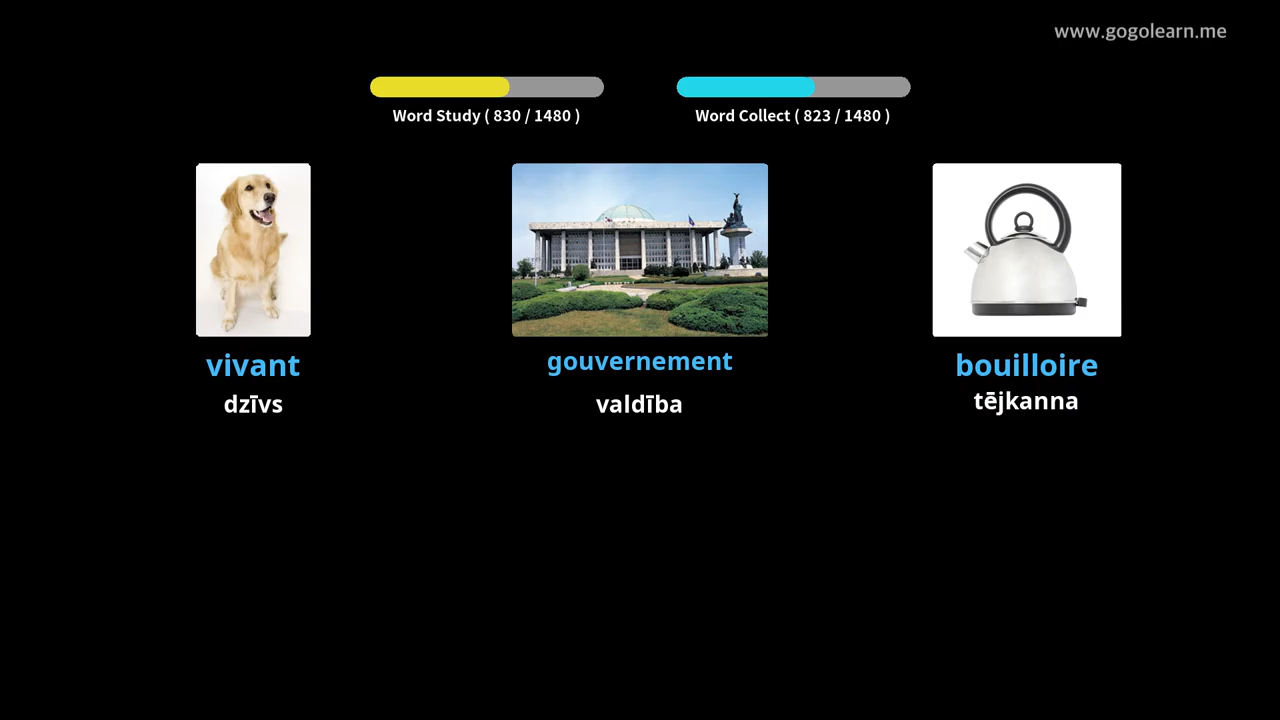 www.gogolearn.me
Word Study ( 830 / 1480 )
Word Collect ( 823 / 1480 )
vivant
dzīvs
gouvernement
valdība
bouilloire
tējkanna